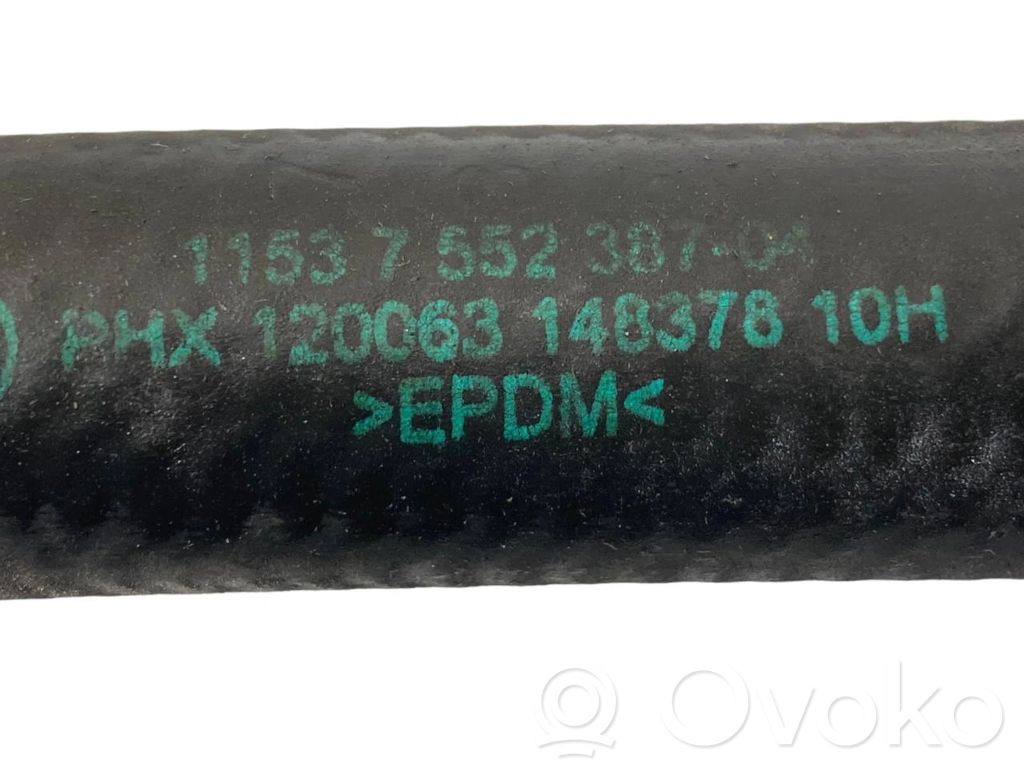 1153 7 552 387-04
PHX 120063 148378 10H
>EPDM<
Ovoko